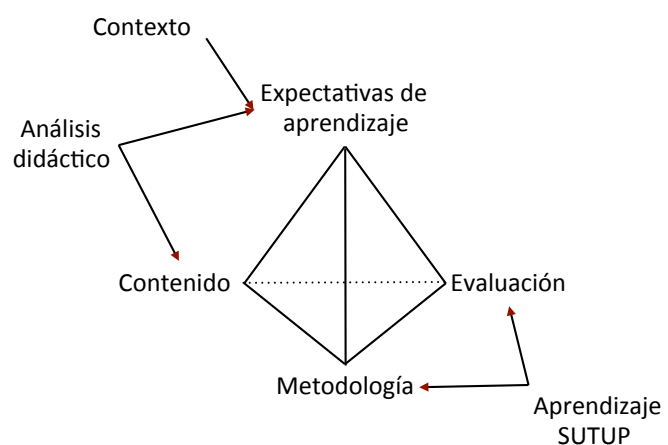 Contexto
Expectativas de
aprendizaje
Análisis
didáctico
Contenido
Evaluación
Metodología
Aprendizaje
SUTUP